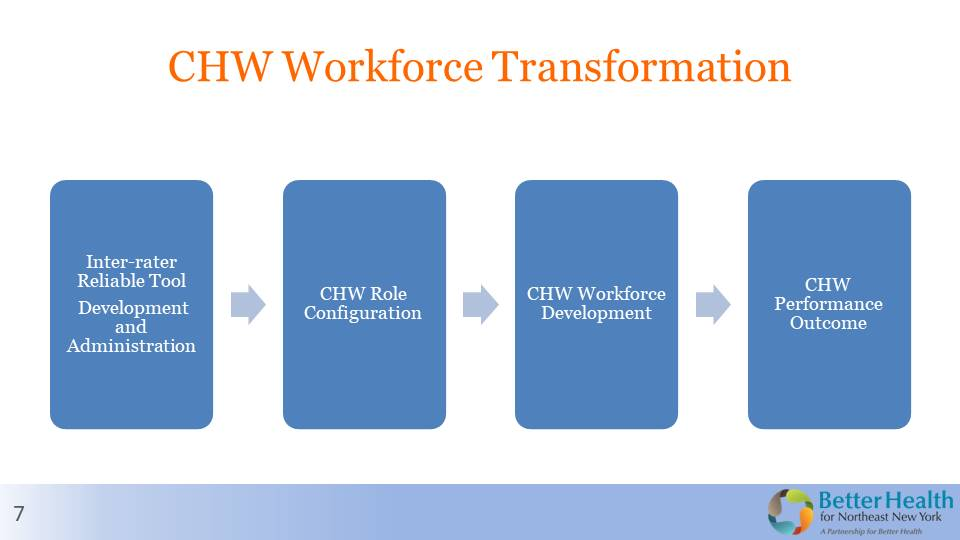 CHW Workforce Transformation
Inter-rater
Reliable Tool
Development
and
Administration
CHW Role
Configuration
CHW Workforce
Development
CHW
Performance
Outcome
7
Better Health
for Northeast New York
A Partnership for Better Health